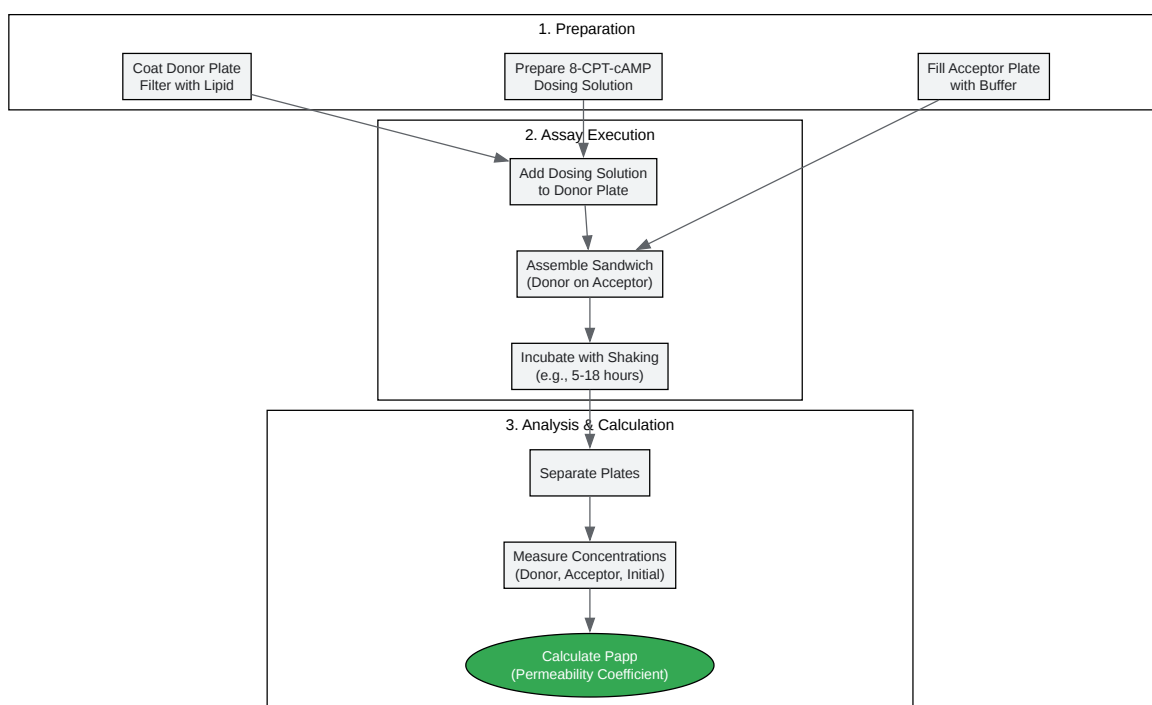 1. Preparation
Coat Donor Plate
Filter with Lipid
Prepare 8-CPT-cAMP
Dosing Solution
Fill Acceptor Plate
with Buffer
2. Assay Execution
Add Dosing Solution
to Donor Plate
Assemble Sandwich
(Donor on Acceptor)
Incubate with Shaking
(e.g., 5-18 hours)
3. Analysis & Calculation
Separate Plates
Measure Concentrations
(Donor, Acceptor, Initial)
Calculate Papp
(Permeability Coefficient)